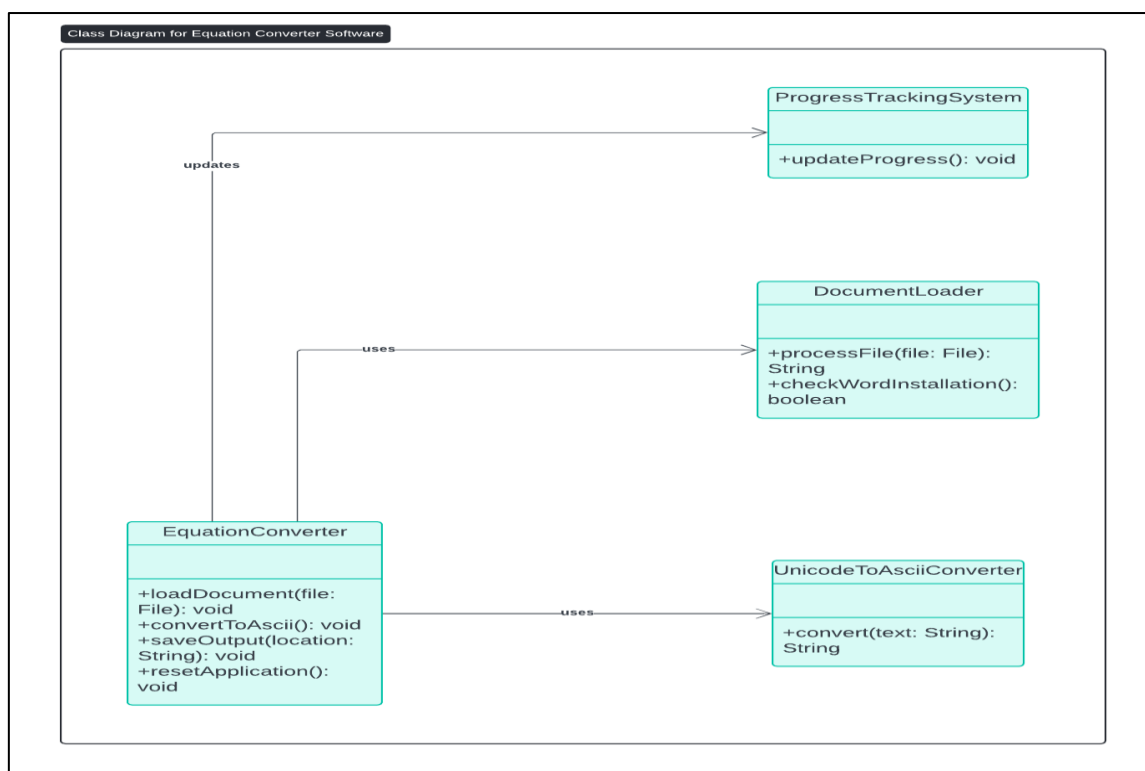 Class Diagram for Equation Converter Software
ProgressTrackingSystem
+updateProgress(): void
updates
DocumentLoader
+processFile(file: File):
String
+checkWordInstallation():
boolean
uses
EquationConverter
+loadDocument(file:
File): void
+convertToAscii(): void
+saveOutput(location:
String): void
+resetApplication():
void
uses
UnicodeToAsciiConverter
+convert(text: String):
String